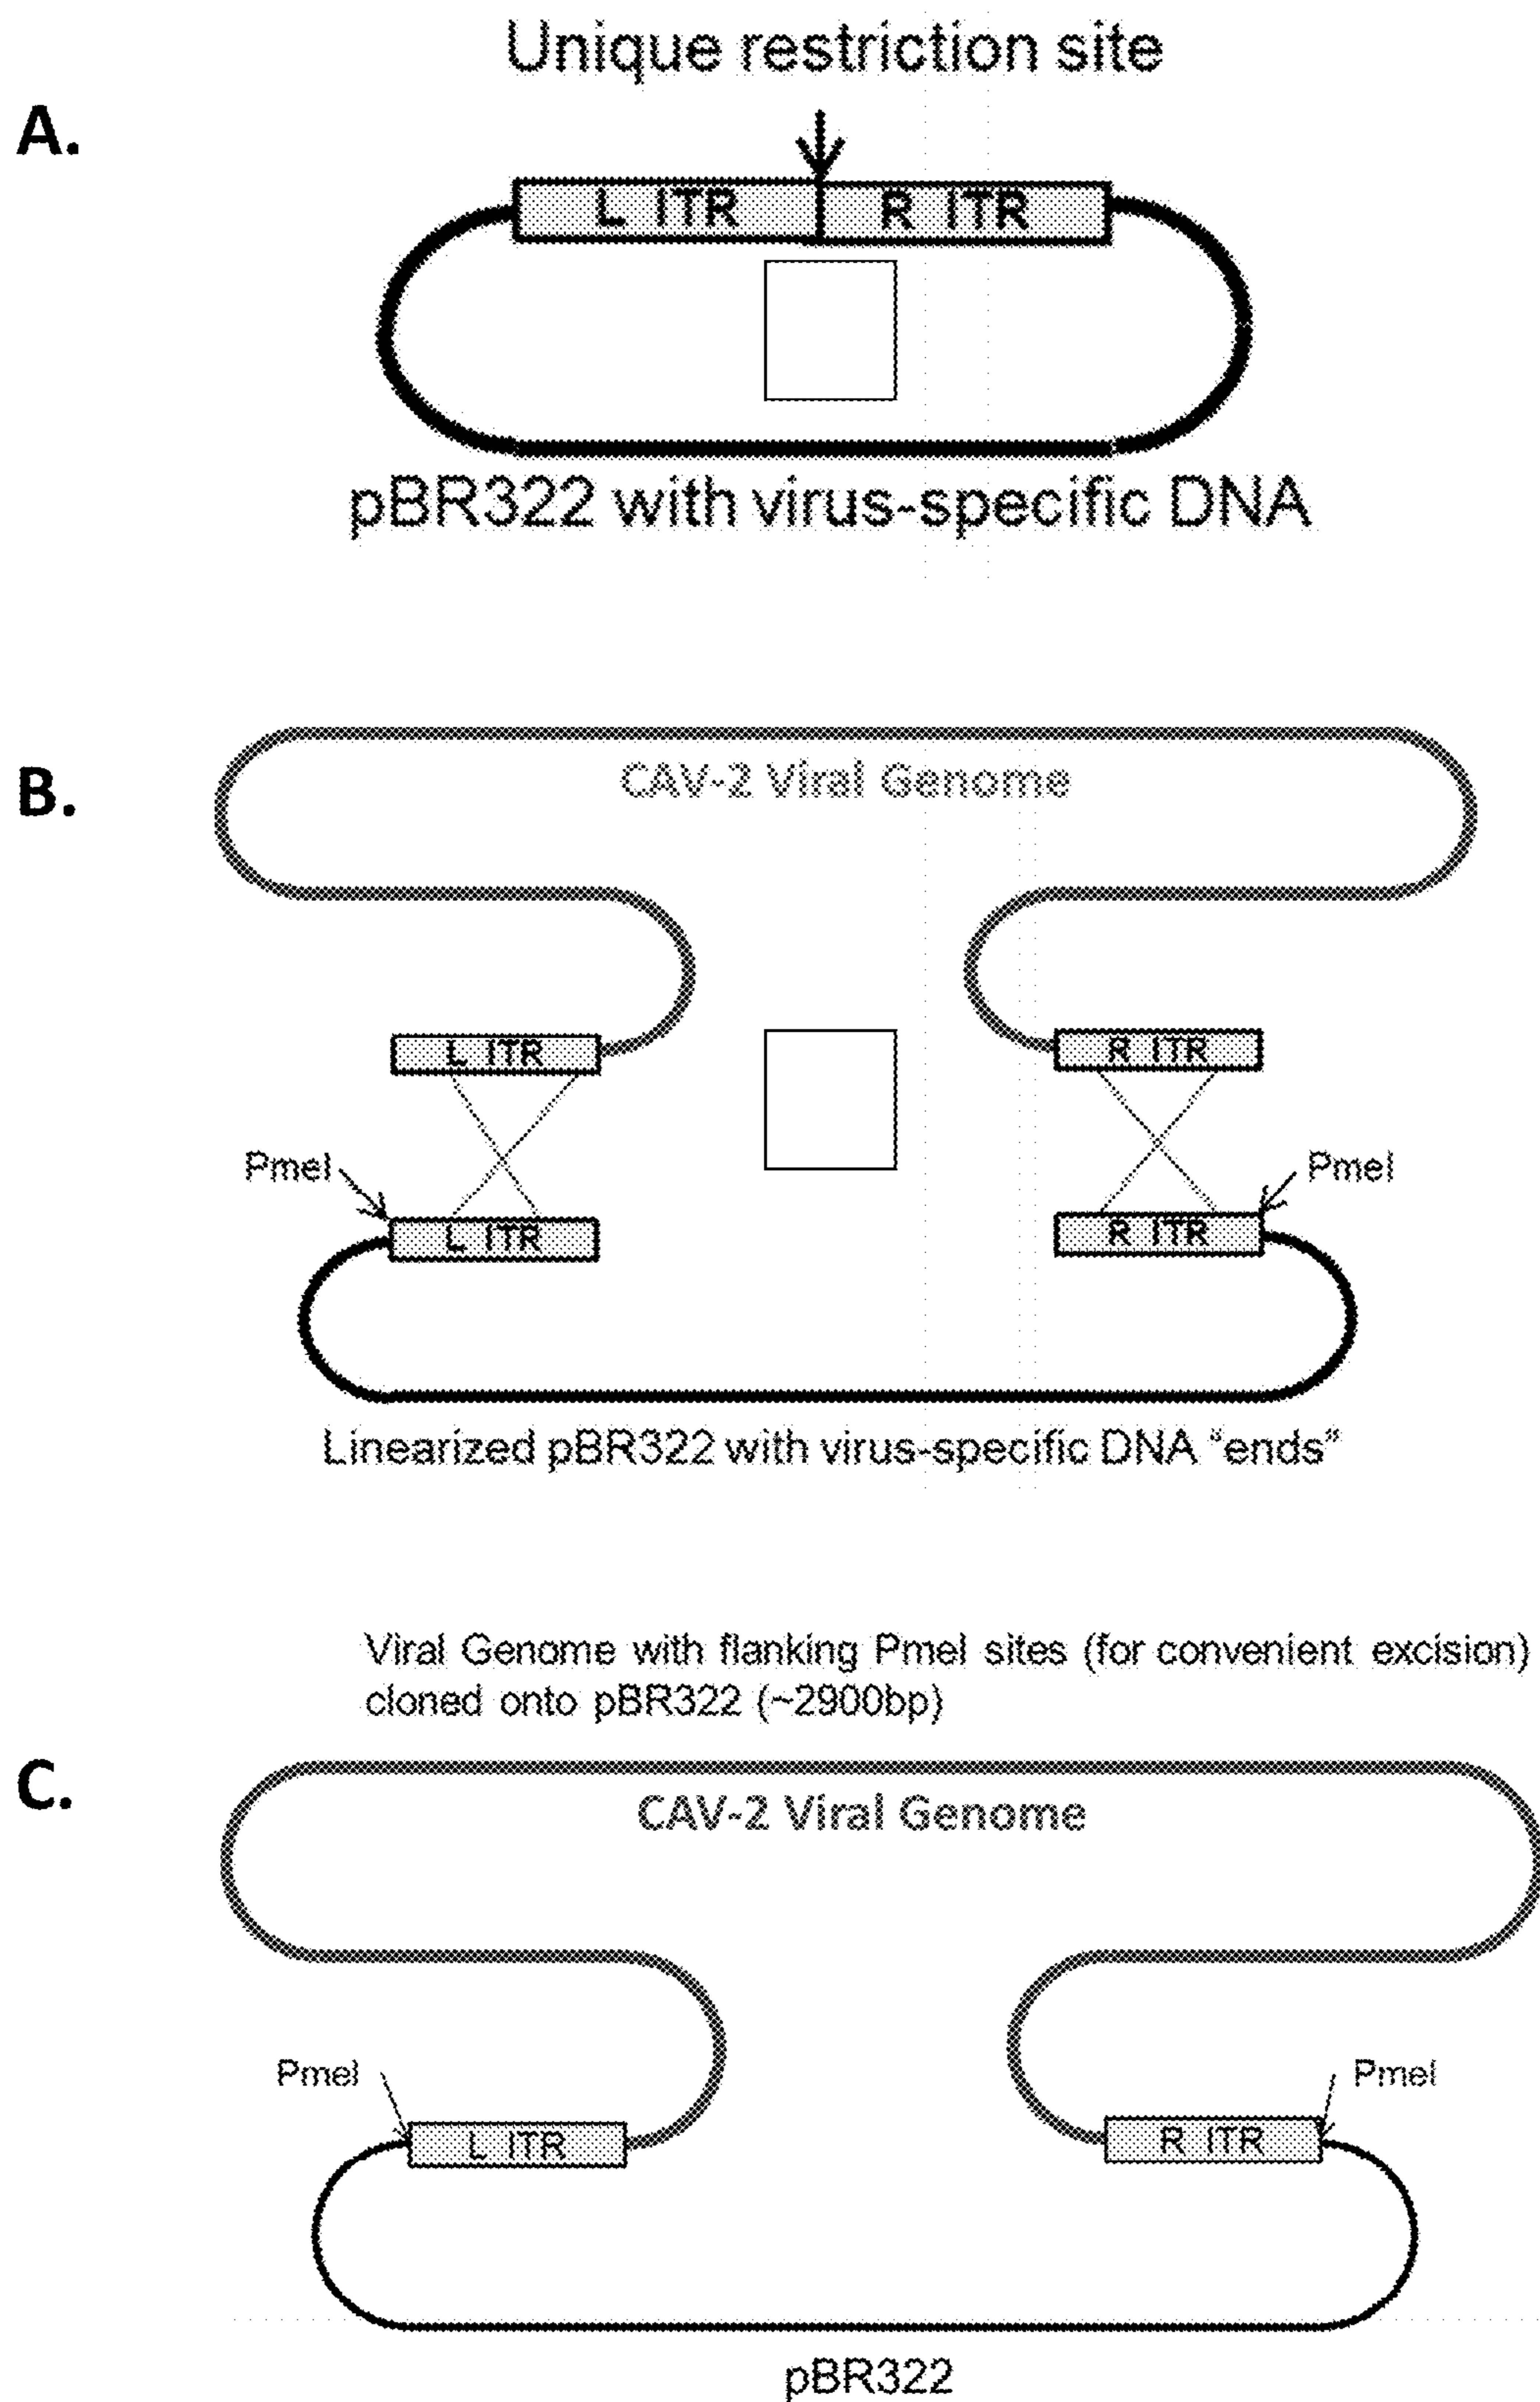 Unique restriction site
A.
L ITR
R ITR
pBR322 with virus-specific DNA
B.
CAV-2 Viral Genome
L ITR
R ITR
PmeI
PmeI
L ITR
R ITR
Linearized pBR322 with virus-specific DNA “ends”
Viral Genome with flanking PmeI sites (for convenient excision)
cloned onto pBR322 (~2900bp)
C.
CAV-2 Viral Genome
PmeI
PmeI
L ITR
R ITR
pBR322